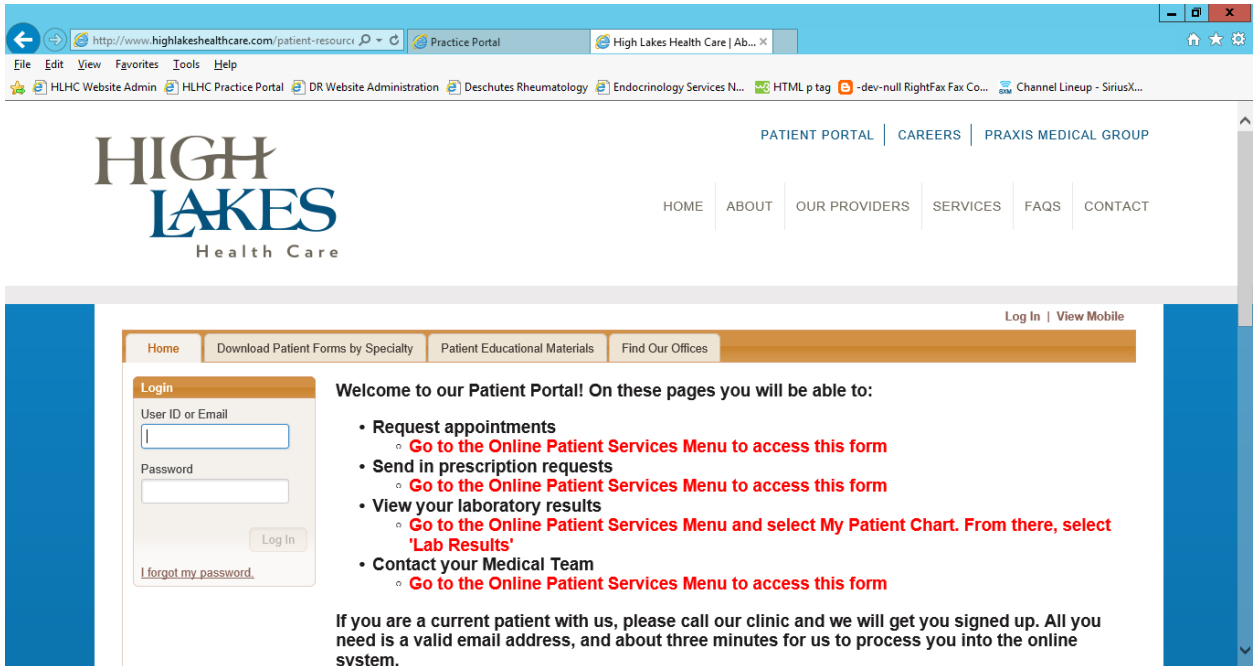 http://www.highlakeshealthcare.com/patient-resource
Practice Portal
High Lakes Health Care | Ab...
File Edit View Favorites Tools Help
HLHC Website Admin HLHC Practice Portal DR Website Administration Deschutes Rheumatology Endocrinology Services N... HTML p tag -dev-null RightFax Fax Co... Channel Lineup - SiriusX...
PATIENT PORTAL | CAREERS | PRAXIS MEDICAL GROUP
HIGH
LAKES
Health Care
HOME ABOUT OUR PROVIDERS SERVICES FAQS CONTACT
Log In | View Mobile
Home Download Patient Forms by Specialty Patient Educational Materials Find Our Offices
Login
User ID or Email
Password
Log In
I forgot my password.
Welcome to our Patient Portal! On these pages you will be able to:
• Request appointments
◦ Go to the Online Patient Services Menu to access this form
• Send in prescription requests
◦ Go to the Online Patient Services Menu to access this form
• View your laboratory results
◦ Go to the Online Patient Services Menu and select My Patient Chart. From there, select
'Lab Results'
• Contact your Medical Team
◦ Go to the Online Patient Services Menu to access this form
If you are a current patient with us, please call our clinic and we will get you signed up. All you
need is a valid email address, and about three minutes for us to process you into the online
system.